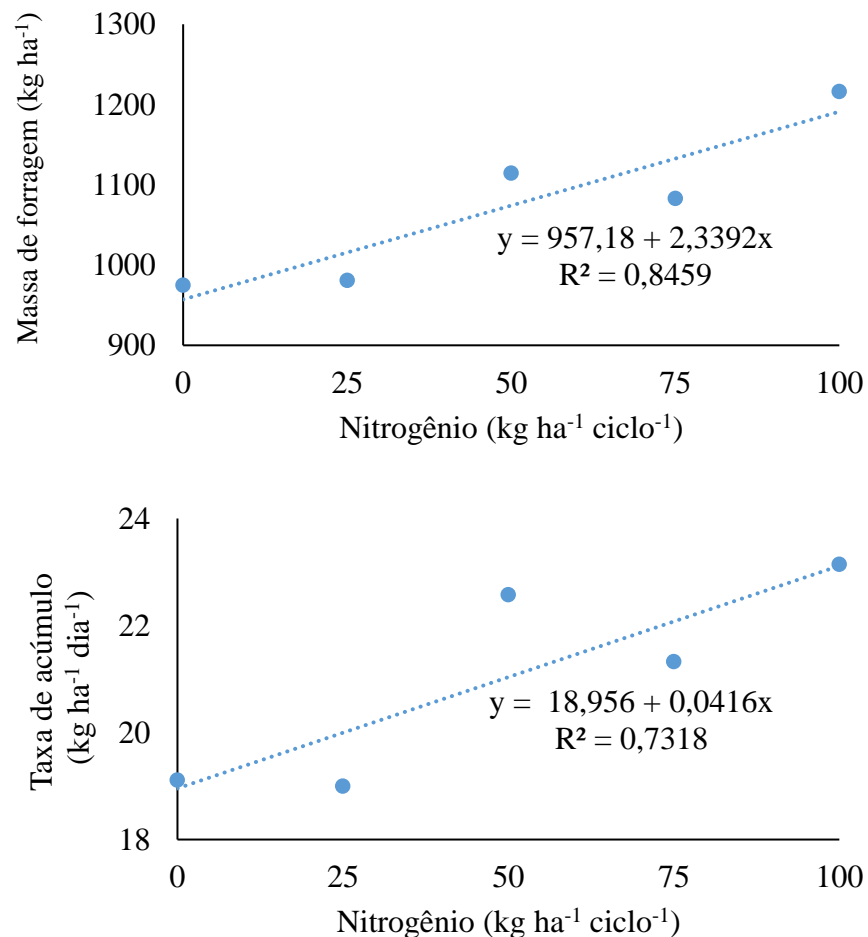 Massa de forragem (kg ha⁻¹)
1300
1200
1100
1000
900
y = 957,18 + 2,3392x
R² = 0,8459
0 25 50 75 100
Nitrogênio (kg ha⁻¹ ciclo⁻¹)
Taxa de acúmulo
(kg ha⁻¹ dia⁻¹)
24
22
20
18
y = 18,956 + 0,0416x
R² = 0,7318
0 25 50 75 100
Nitrogênio (kg ha⁻¹ ciclo⁻¹)